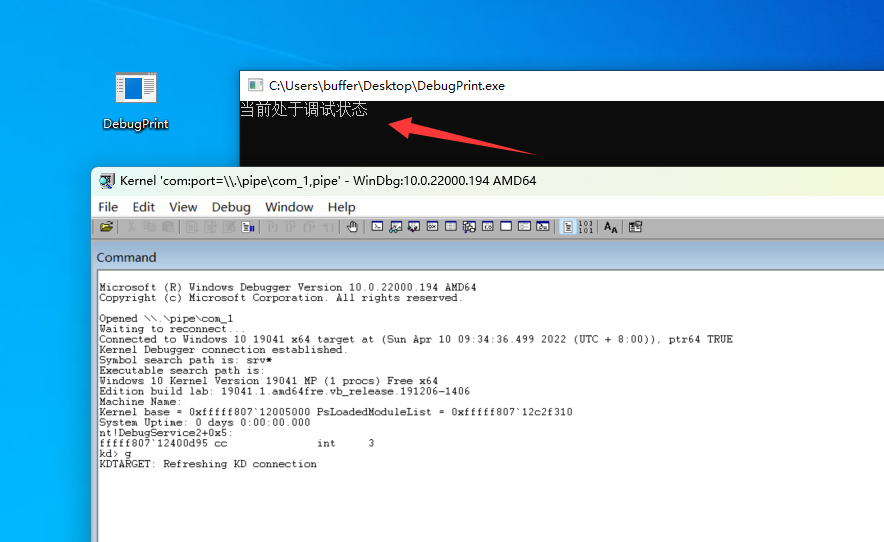 C:\Users\buffer\Desktop\DebugPrint.exe
当前处于调试状态
DebugPrint
Kernel 'com:port=\\.\pipe\com_1,pipe' - WinDbg:10.0.22000.194 AMD64
File Edit View Debug Window Help
Command
Microsoft (R) Windows Debugger Version 10.0.22000.194 AMD64
Copyright (c) Microsoft Corporation. All rights reserved.
Opened \\.\pipe\com_1
Waiting to reconnect...
Connected to Windows 10 19041 x64 target at (Sun Apr 10 09:34:36.499 2022 (UTC + 8:00)), ptr64 TRUE
Kernel Debugger connection established.
Symbol search path is: srv*
Executable search path is:
Windows 10 Kernel Version 19041 MP (1 procs) Free x64
Edition build lab: 19041.1.amd64fre.vb_release.191206-1406
Machine Name:
Kernel base = 0xfffff807`12005000 PsLoadedModuleList = 0xfffff807`12c2f310
System Uptime: 0 days 0:00:00.000
nt!DebugService2+0x5:
fffff807`12400d95 cc int 3
kd> g
KDTARGET: Refreshing KD connection